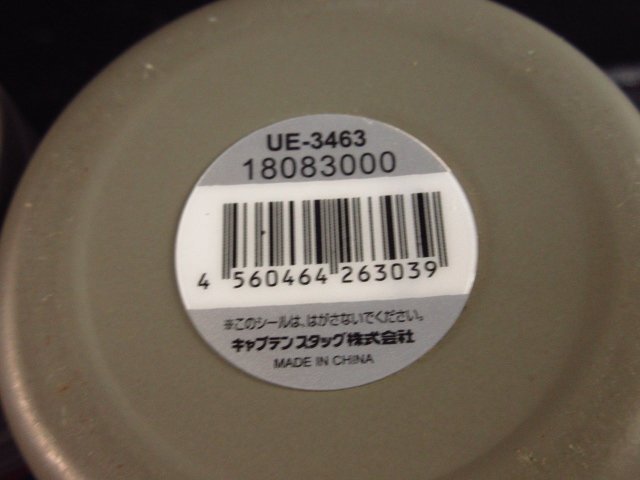 UE-3463
18083000
4 560464 263039
※このシールは、はがさないでください。
キャプテンスタッグ株式会社
MADE IN CHINA